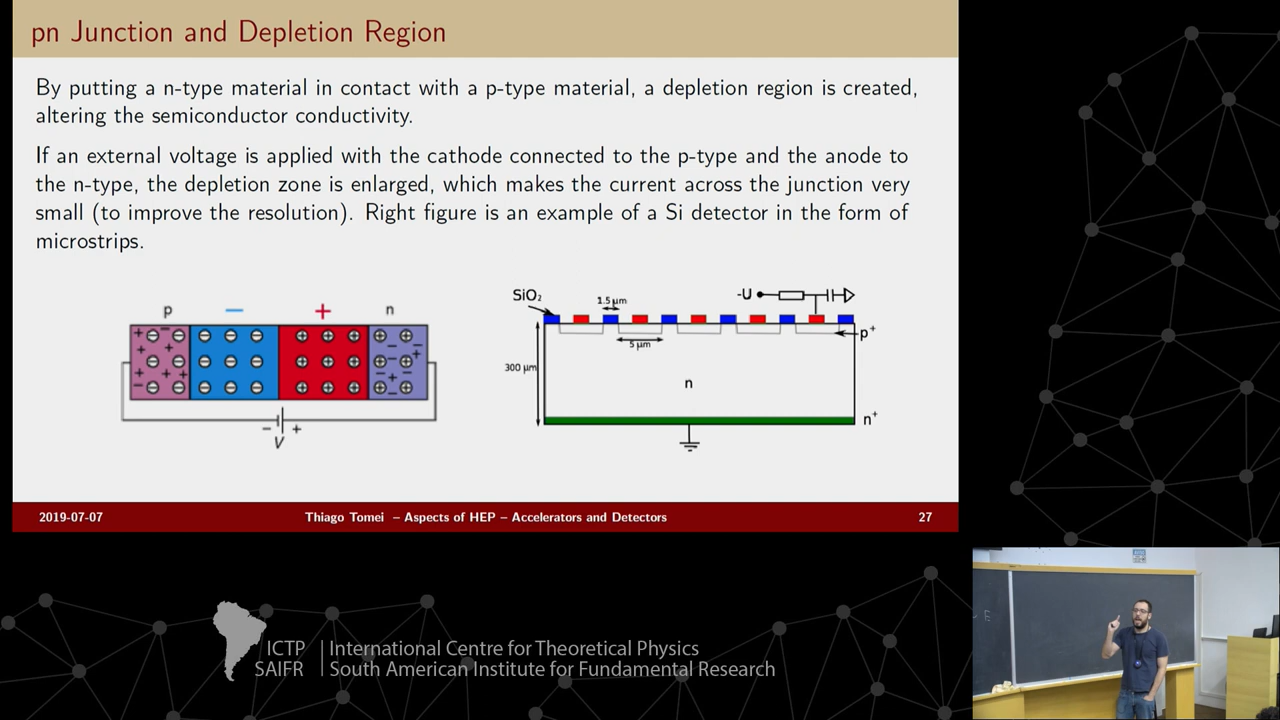 pn Junction and Depletion Region
By putting a n-type material in contact with a p-type material, a depletion region is created,
altering the semiconductor conductivity.
If an external voltage is applied with the cathode connected to the p-type and the anode to
the n-type, the depletion zone is enlarged, which makes the current across the junction very
small (to improve the resolution). Right figure is an example of a Si detector in the form of
microstrips.
p − + n
− + V
SiO₂ 1.5 μm -U
p⁺
5 μm
300 μm
n
n⁺
2019-07-07 Thiago Tomei – Aspects of HEP – Accelerators and Detectors 27
ICTP International Centre for Theoretical Physics
SAIFR South American Institute for Fundamental Research